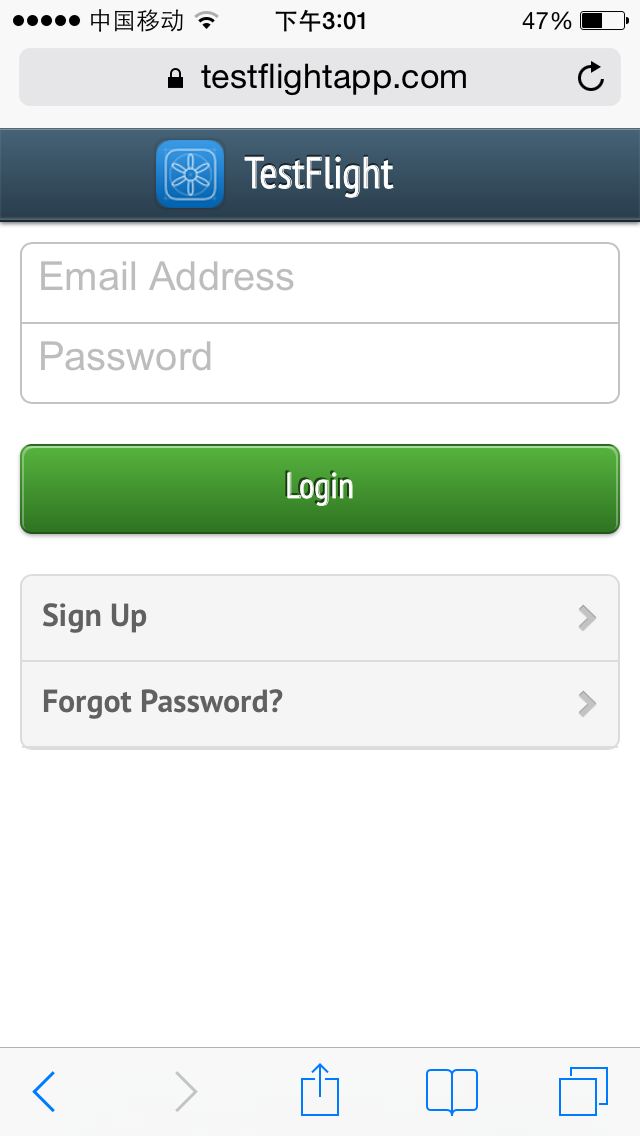 中国移动 下午3:01 47%
testflightapp.com
TestFlight
Email Address
Password
Login
Sign Up
Forgot Password?